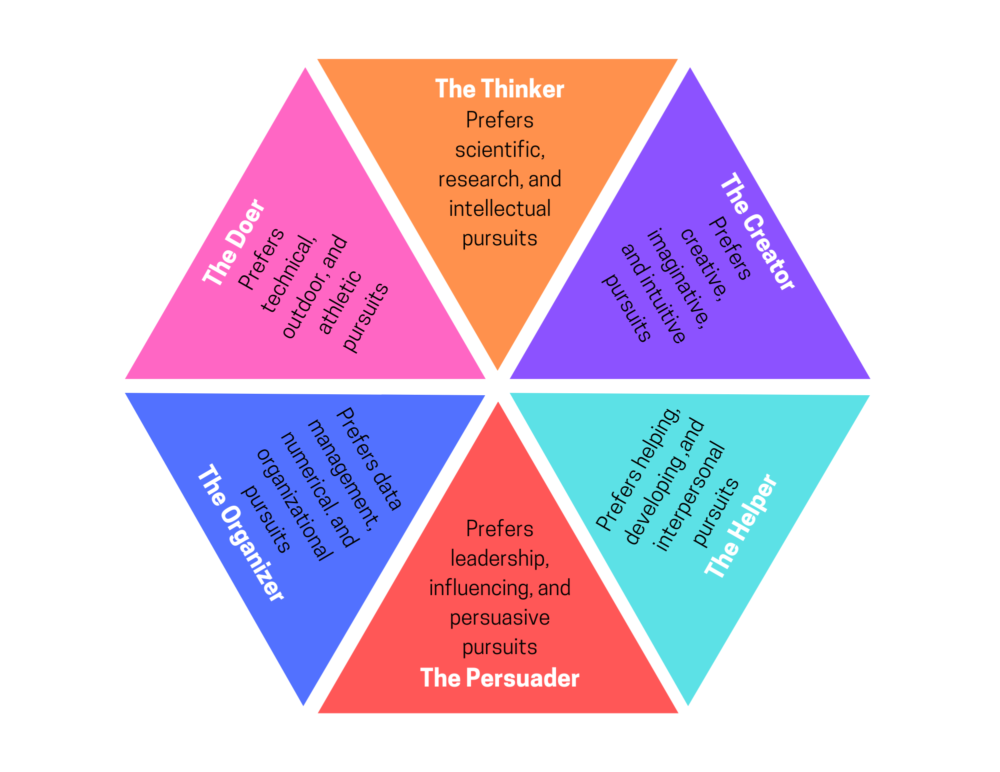 The Thinker
Prefers
scientific,
research, and
intellectual
pursuits
The Creator
Prefers
creative,
imaginative,
and intuitive
pursuits
Prefers helping,
developing ,and
interpersonal
pursuits
The Helper
Prefers
leadership,
influencing, and
persuasive
pursuits
The Persuader
Prefers data
management,
numerical. and
organizational
pursuits
The Organizer
The Doer
Prefers
technical,
outdoor, and
athletic
pursuits